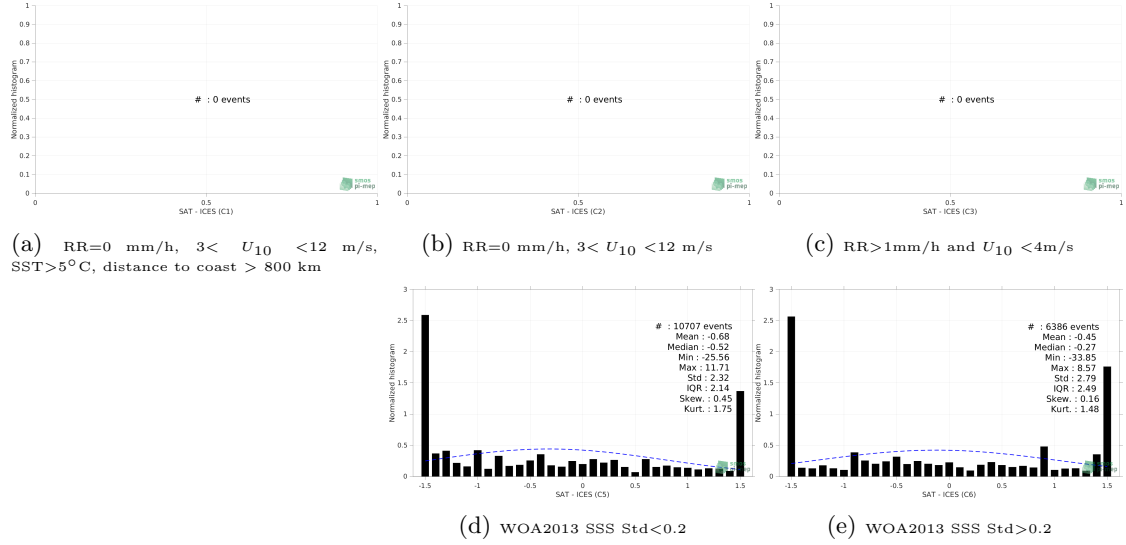 1
0.9
0.8
0.7
0.6
0.5
0.4
0.3
0.2
0.1
0
Normalized histogram
# : 0 events
smos
pi-mep
0 0.5 1
SAT - ICES (C1)
(a) RR=0 mm/h, 3< U10 <12 m/s,
SST>5°C, distance to coast > 800 km
1
0.9
0.8
0.7
0.6
0.5
0.4
0.3
0.2
0.1
0
Normalized histogram
# : 0 events
smos
pi-mep
0 0.5 1
SAT - ICES (C2)
(b) RR=0 mm/h, 3< U10 <12 m/s
1
0.9
0.8
0.7
0.6
0.5
0.4
0.3
0.2
0.1
0
Normalized histogram
# : 0 events
smos
pi-mep
0 0.5 1
SAT - ICES (C3)
(c) RR>1mm/h and U10 <4m/s
3
2.5
2
1.5
1
0.5
0
Normalized histogram
# : 10707 events
Mean : -0.68
Median : -0.52
Min : -25.56
Max : 11.71
Std : 2.32
IQR : 2.14
Skew. : 0.45
Kurt. : 1.75
smos
pi-mep
-1.5 -1 -0.5 0 0.5 1 1.5
SAT - ICES (C5)
(d) WOA2013 SSS Std<0.2
3
2.5
2
1.5
1
0.5
0
Normalized histogram
# : 6386 events
Mean : -0.45
Median : -0.27
Min : -33.85
Max : 8.57
Std : 2.79
IQR : 2.49
Skew. : 0.16
Kurt. : 1.48
smos
pi-mep
-1.5 -1 -0.5 0 0.5 1 1.5
SAT - ICES (C6)
(e) WOA2013 SSS Std>0.2